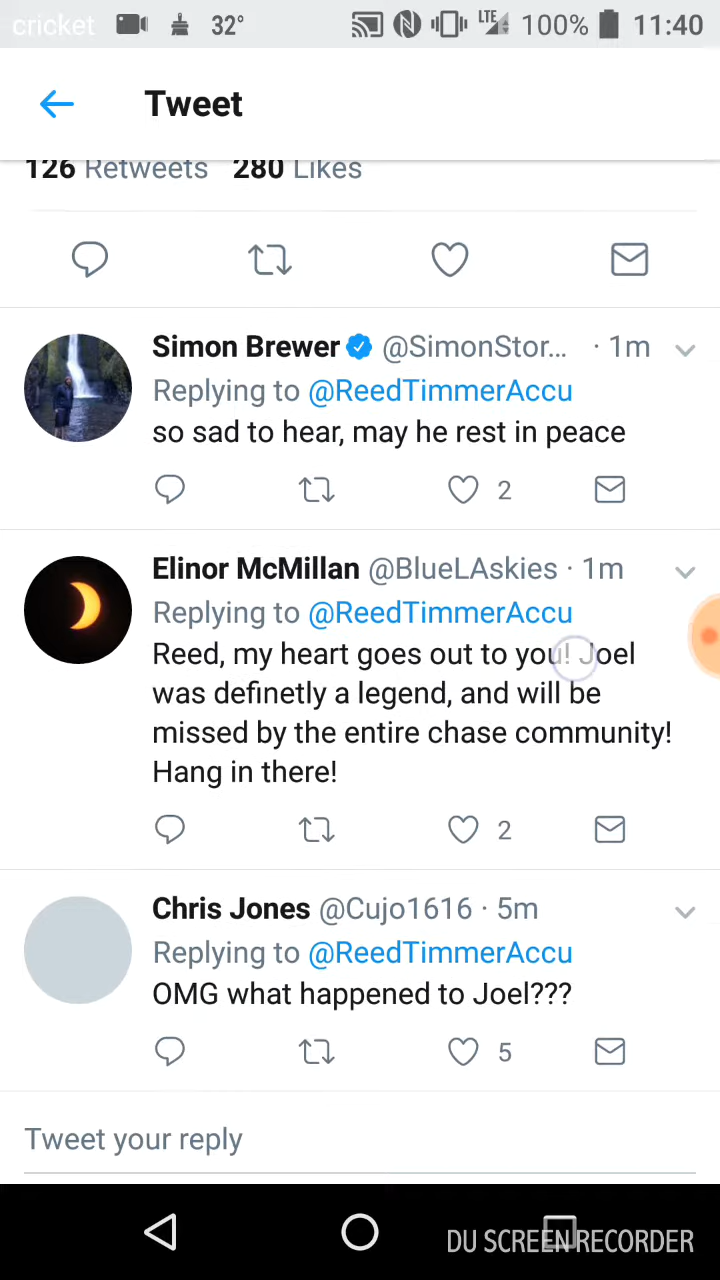 cricket 32° LTE 100% 11:40
Tweet
126 Retweets 280 Likes
Simon Brewer @SimonStor... · 1m
Replying to @ReedTimmerAccu
so sad to hear, may he rest in peace
2
Elinor McMillan @BlueLAskies · 1m
Replying to @ReedTimmerAccu
Reed, my heart goes out to you! Joel
was definetly a legend, and will be
missed by the entire chase community!
Hang in there!
2
Chris Jones @Cujo1616 · 5m
Replying to @ReedTimmerAccu
OMG what happened to Joel???
5
Tweet your reply
DU SCREEN RECORDER